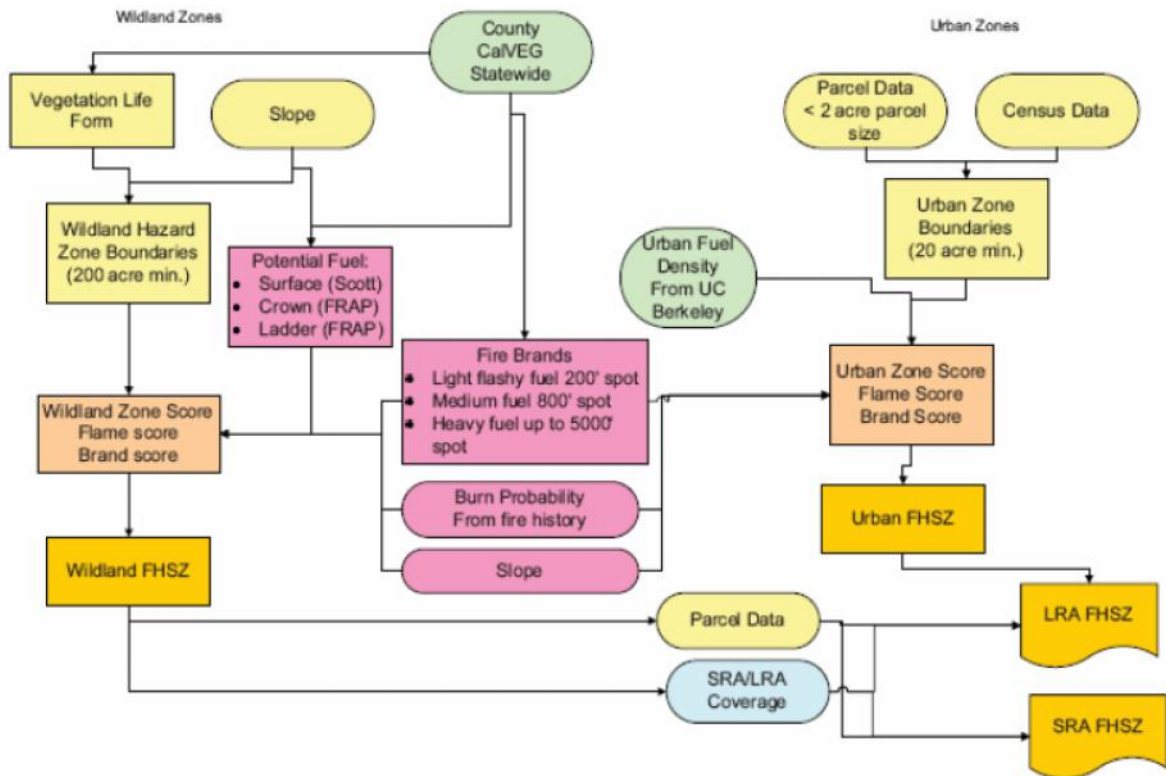 Wildland Zones
Urban Zones
County
CalVEG
Statewide
Vegetation Life
Form
Slope
Parcel Data
< 2 acre parcel
size
Census Data
Wildland Hazard
Zone Boundaries
(200 acre min.)
Potential Fuel:
• Surface (Scott)
• Crown (FRAP)
• Ladder (FRAP)
Urban Fuel
Density
From UC
Berkeley
Urban Zone
Boundaries
(20 acre min.)
Fire Brands
• Light flashy fuel 200' spot
• Medium fuel 800' spot
• Heavy fuel up to 5000'
spot
Wildland Zone Score
Flame score
Brand score
Urban Zone Score
Flame Score
Brand Score
Burn Probability
From fire history
Slope
Wildland FHSZ
Urban FHSZ
Parcel Data
SRA/LRA
Coverage
LRA FHSZ
SRA FHSZ